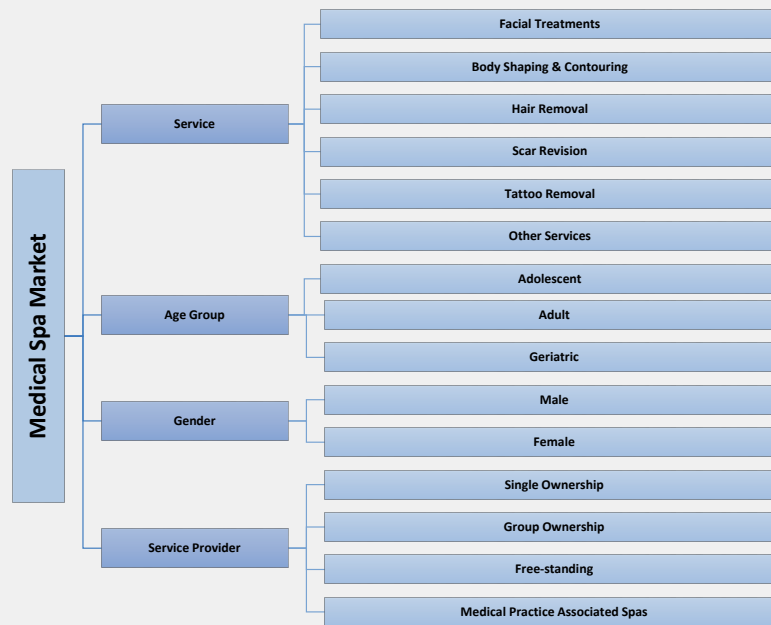 Medical Spa Market
Service
Facial Treatments
Body Shaping & Contouring
Hair Removal
Scar Revision
Tattoo Removal
Other Services
Age Group
Adolescent
Adult
Geriatric
Gender
Male
Female
Service Provider
Single Ownership
Group Ownership
Free-standing
Medical Practice Associated Spas